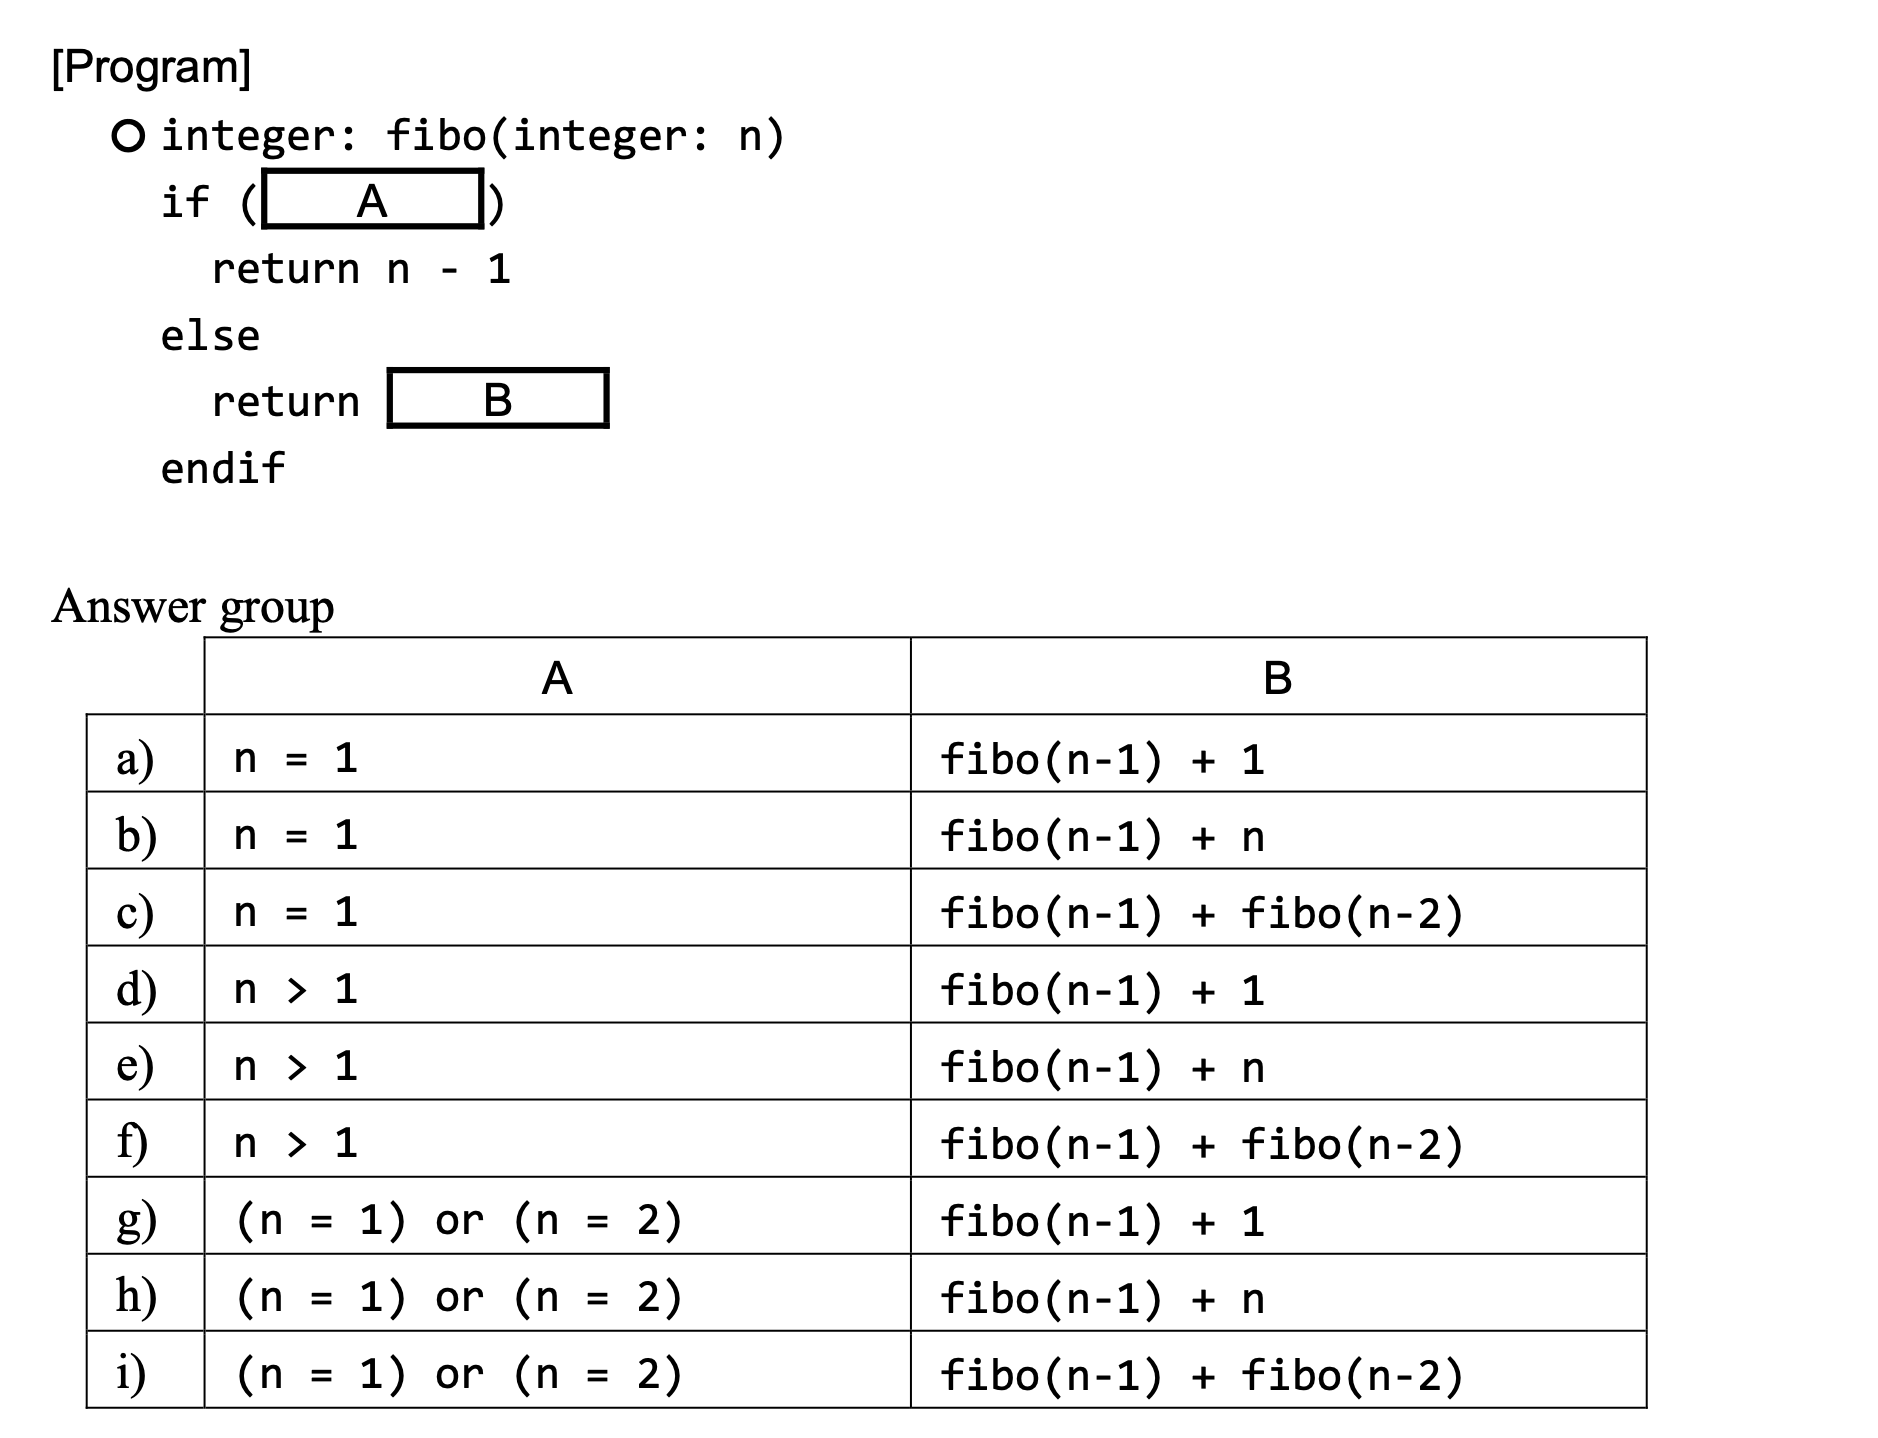 [Program]
○ integer: fibo(integer: n)
if ( A )
return n - 1
else
return B
endif
Answer group
A B
a) n = 1 fibo(n-1) + 1
b) n = 1 fibo(n-1) + n
c) n = 1 fibo(n-1) + fibo(n-2)
d) n > 1 fibo(n-1) + 1
e) n > 1 fibo(n-1) + n
f) n > 1 fibo(n-1) + fibo(n-2)
g) (n = 1) or (n = 2) fibo(n-1) + 1
h) (n = 1) or (n = 2) fibo(n-1) + n
i) (n = 1) or (n = 2) fibo(n-1) + fibo(n-2)